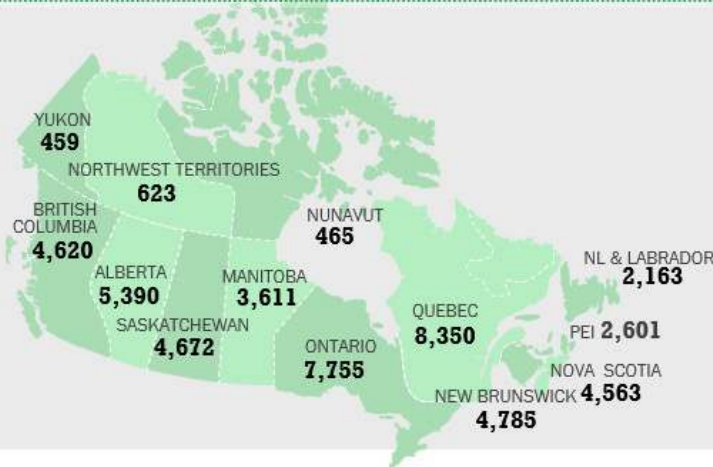 YUKON
459
NORTHWEST TERRITORIES
623
BRITISH
COLUMBIA
4,620
NUNAVUT
465
ALBERTA
5,390
MANITOBA
3,611
SASKATCHEWAN
4,672
ONTARIO
7,755
QUEBEC
8,350
NL & LABRADOR
2,163
PEI 2,601
NOVA SCOTIA
4,563
NEW BRUNSWICK
4,785